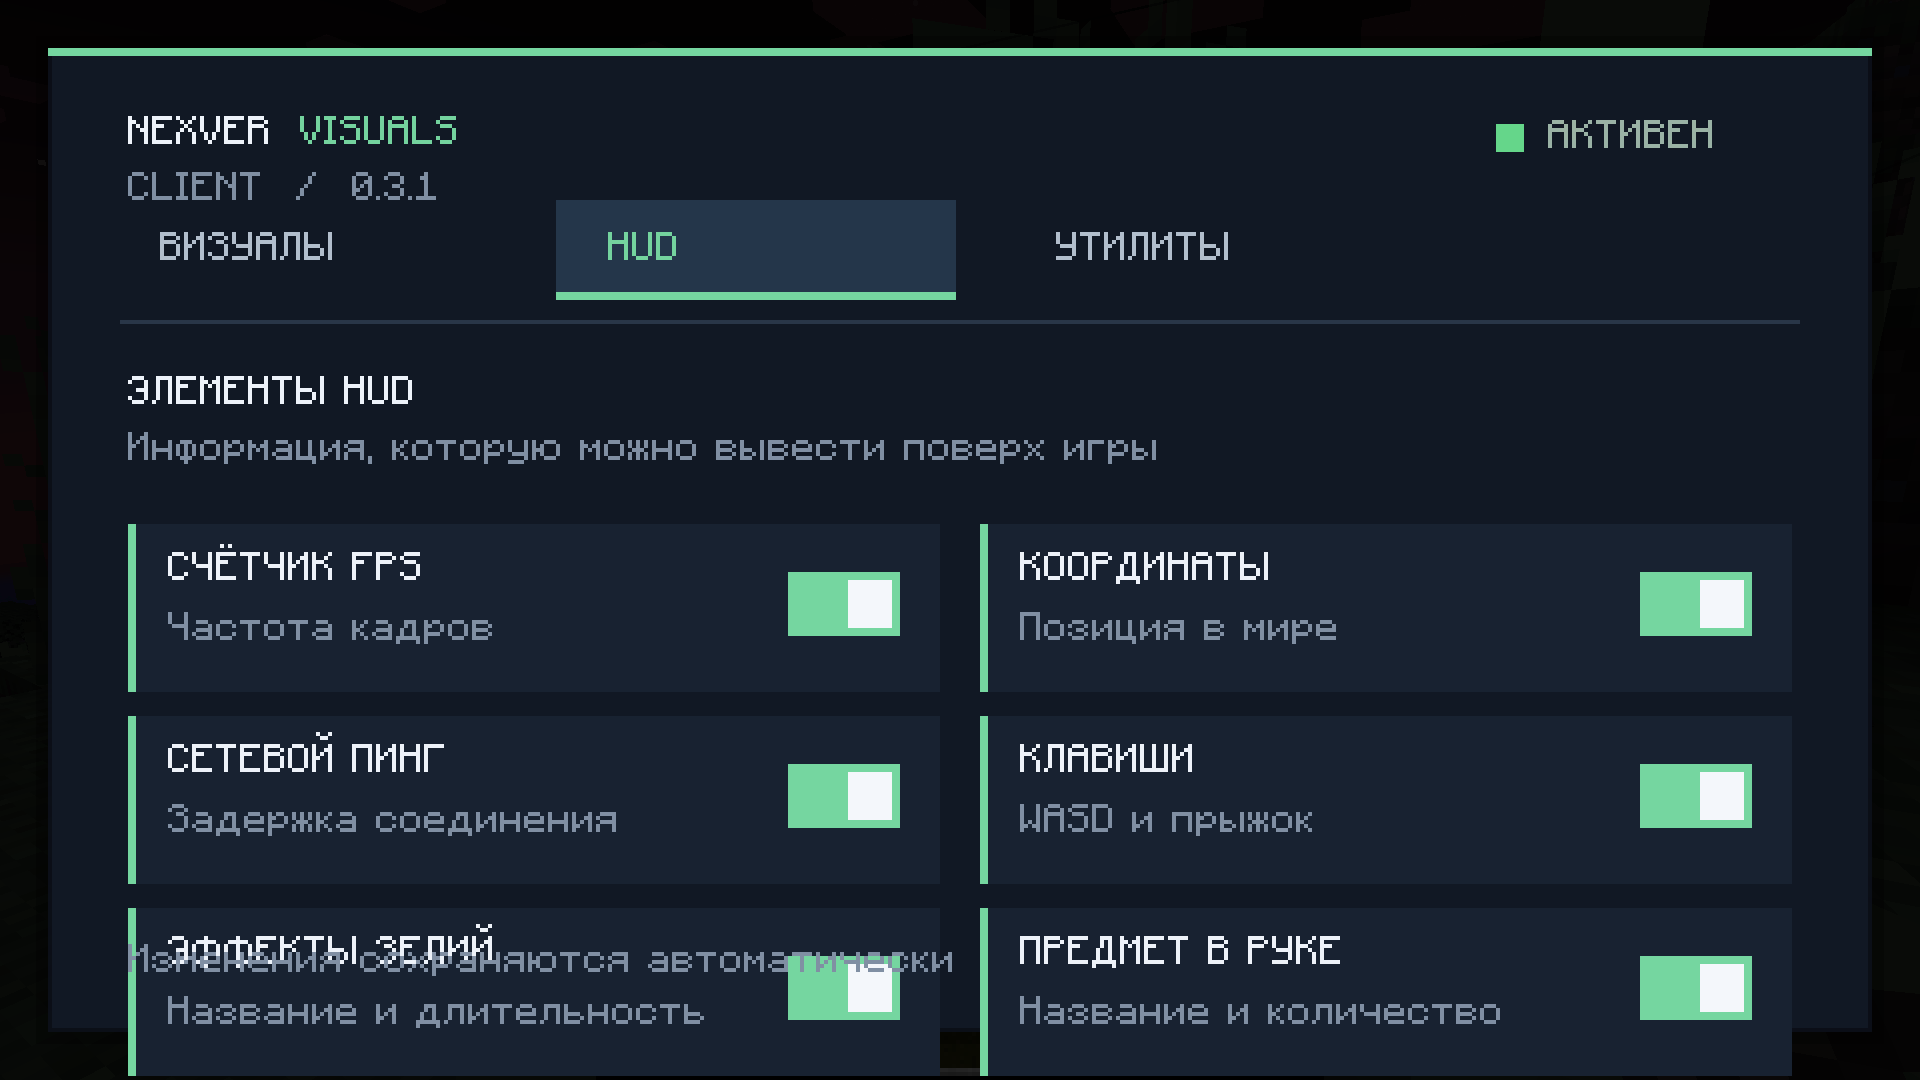 NEXVER VISUALS
АКТИВЕН
CLIENT / 0.3.1
ВИЗУАЛЫ HUD УТИЛИТЫ
ЭЛЕМЕНТЫ HUD
Информация, которую можно вывести поверх игры
СЧЁТЧИК FPS
Частота кадров
КООРДИНАТЫ
Позиция в мире
СЕТЕВОЙ ПИНГ
Задержка соединения
КЛАВИШИ
WASD и прыжок
ЭФФЕКТЫ ЗЕЛИЙ
Изменения сохраняются автоматически
Название и длительность
ПРЕДМЕТ В РУКЕ
Название и количество